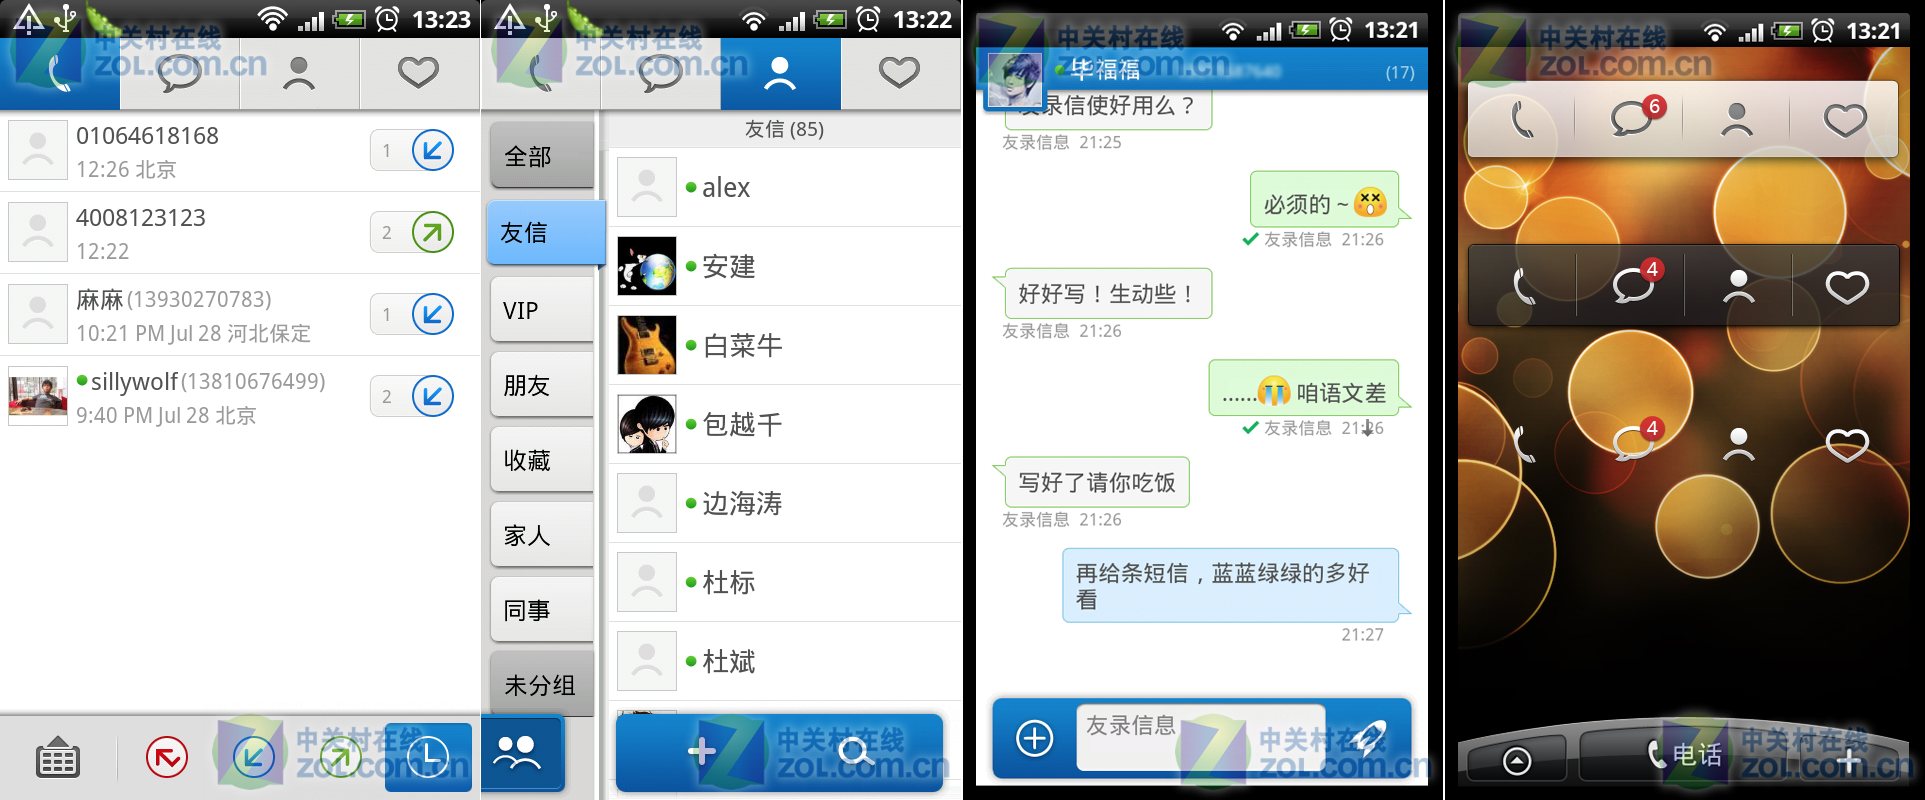 13:23
中关村在线
ZOL.com.cn
01064618168
12:26 北京
1
4008123123
12:22
2
麻麻(13930270783)
10:21 PM Jul 28 河北保定
1
sillywolf(13810676499)
9:40 PM Jul 28 北京
2
中关村在线
ZOL.com.cn
13:22
中关村在线
ZOL.com.cn
友信 (85)
全部
友信
VIP
朋友
收藏
家人
同事
未分组
alex
安建
白菜牛
包越千
边海涛
杜标
杜斌
中关村在线
ZOL.com.cn
13:21
中关村在线
ZOL.com.cn
毕福福
(17)
友录信使好用么？
友录信息 21:25
必须的 ~
友录信息 21:26
好好写！生动些！
友录信息 21:26
......咱语文差
友录信息 21:26
写好了请你吃饭
友录信息 21:26
再给条短信，蓝蓝绿绿的多好
看
21:27
友录信息
中关村在线
ZOL.com.cn
13:21
中关村在线
ZOL.com.cn
6
4
4
电话
中关村在线
ZOL.com.cn